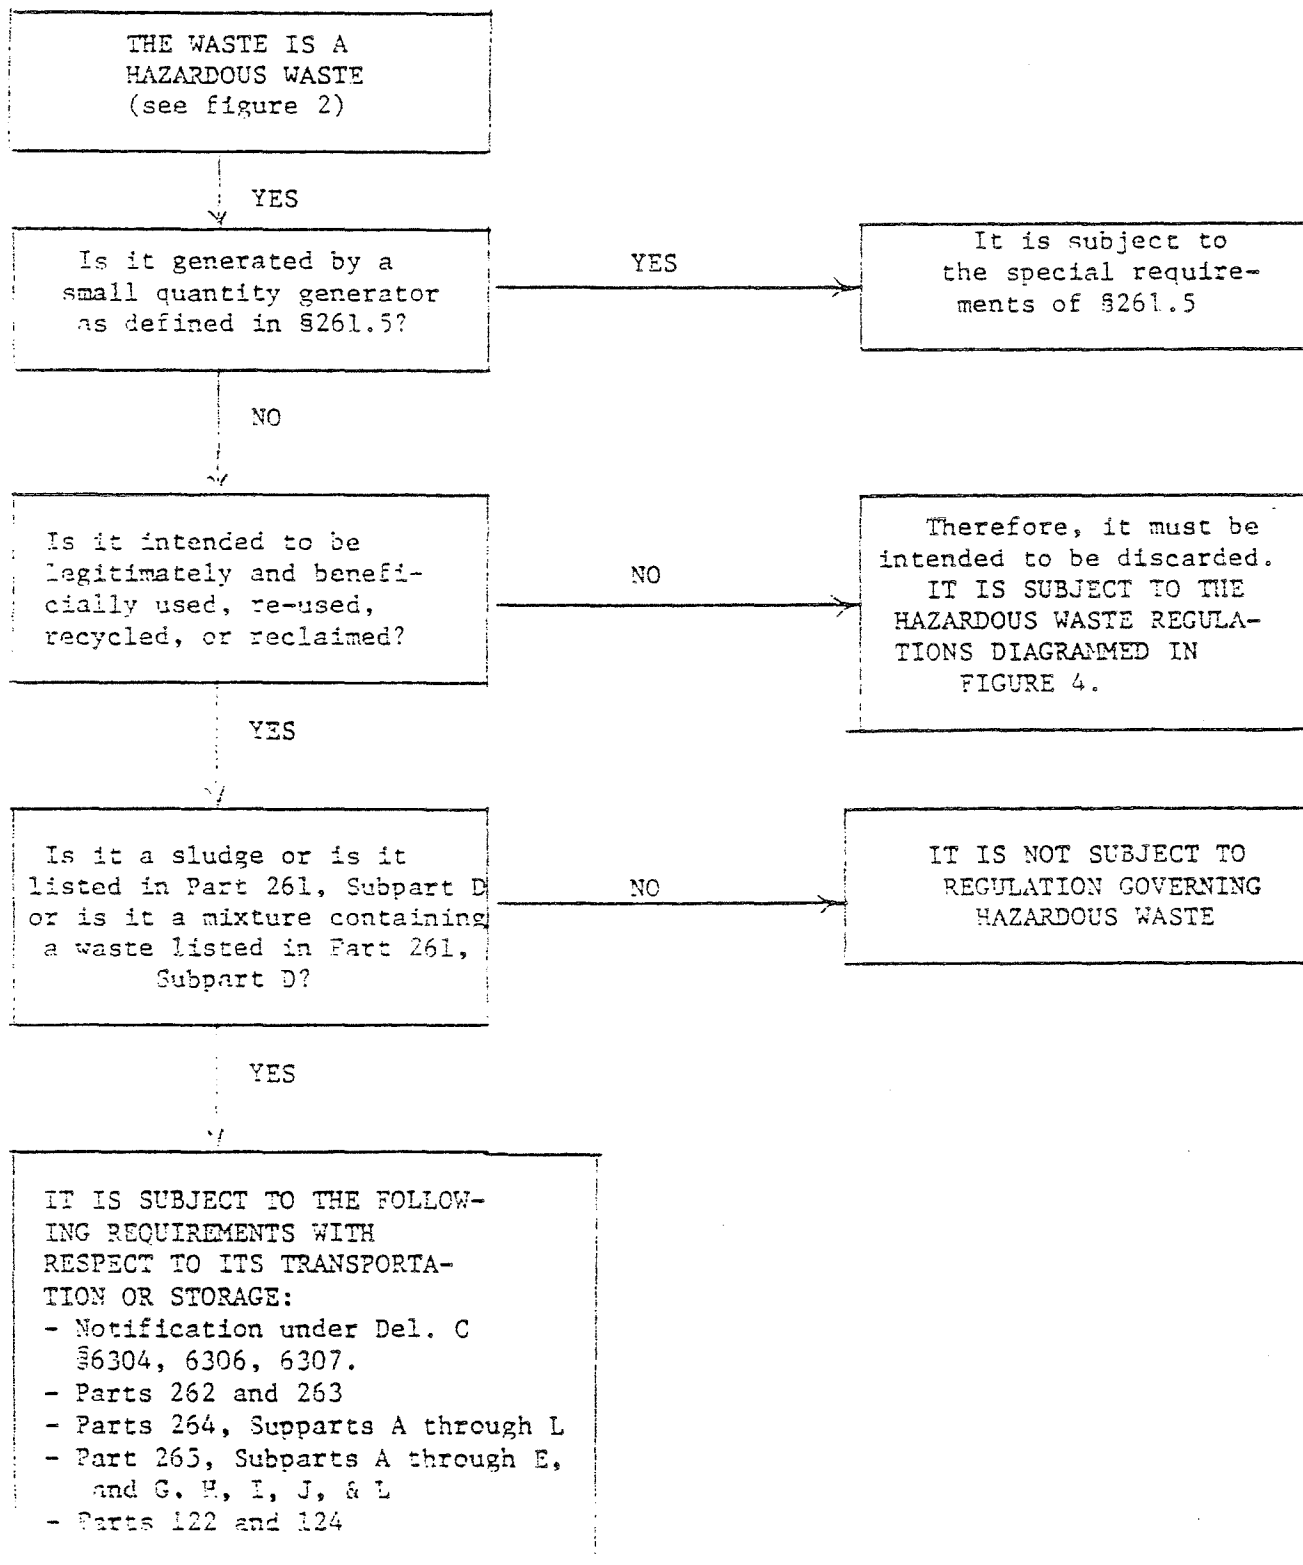 THE WASTE IS A
HAZARDOUS WASTE
(see figure 2)
YES
Is it generated by a
small quantity generator
as defined in §261.5?
YES
It is subject to
the special require-
ments of §261.5
NO
Is it intended to be
legitimately and benefi-
cially used, re-used,
recycled, or reclaimed?
NO
Therefore, it must be
intended to be discarded.
IT IS SUBJECT TO THE
HAZARDOUS WASTE REGULA-
TIONS DIAGRAMMED IN
FIGURE 4.
YES
Is it a sludge or is it
listed in Part 261, Subpart D
or is it a mixture containing
a waste listed in Part 261,
Subpart D?
NO
IT IS NOT SUBJECT TO
REGULATION GOVERNING
HAZARDOUS WASTE
YES
IT IS SUBJECT TO THE FOLLOW-
ING REQUIREMENTS WITH
RESPECT TO ITS TRANSPORTA-
TION OR STORAGE:
- Notification under Del. C
§6304, 6306, 6307.
- Parts 262 and 263
- Parts 264, Supparts A through L
- Part 265, Subparts A through E,
and G, H, I, J, & L
- Parts 122 and 124